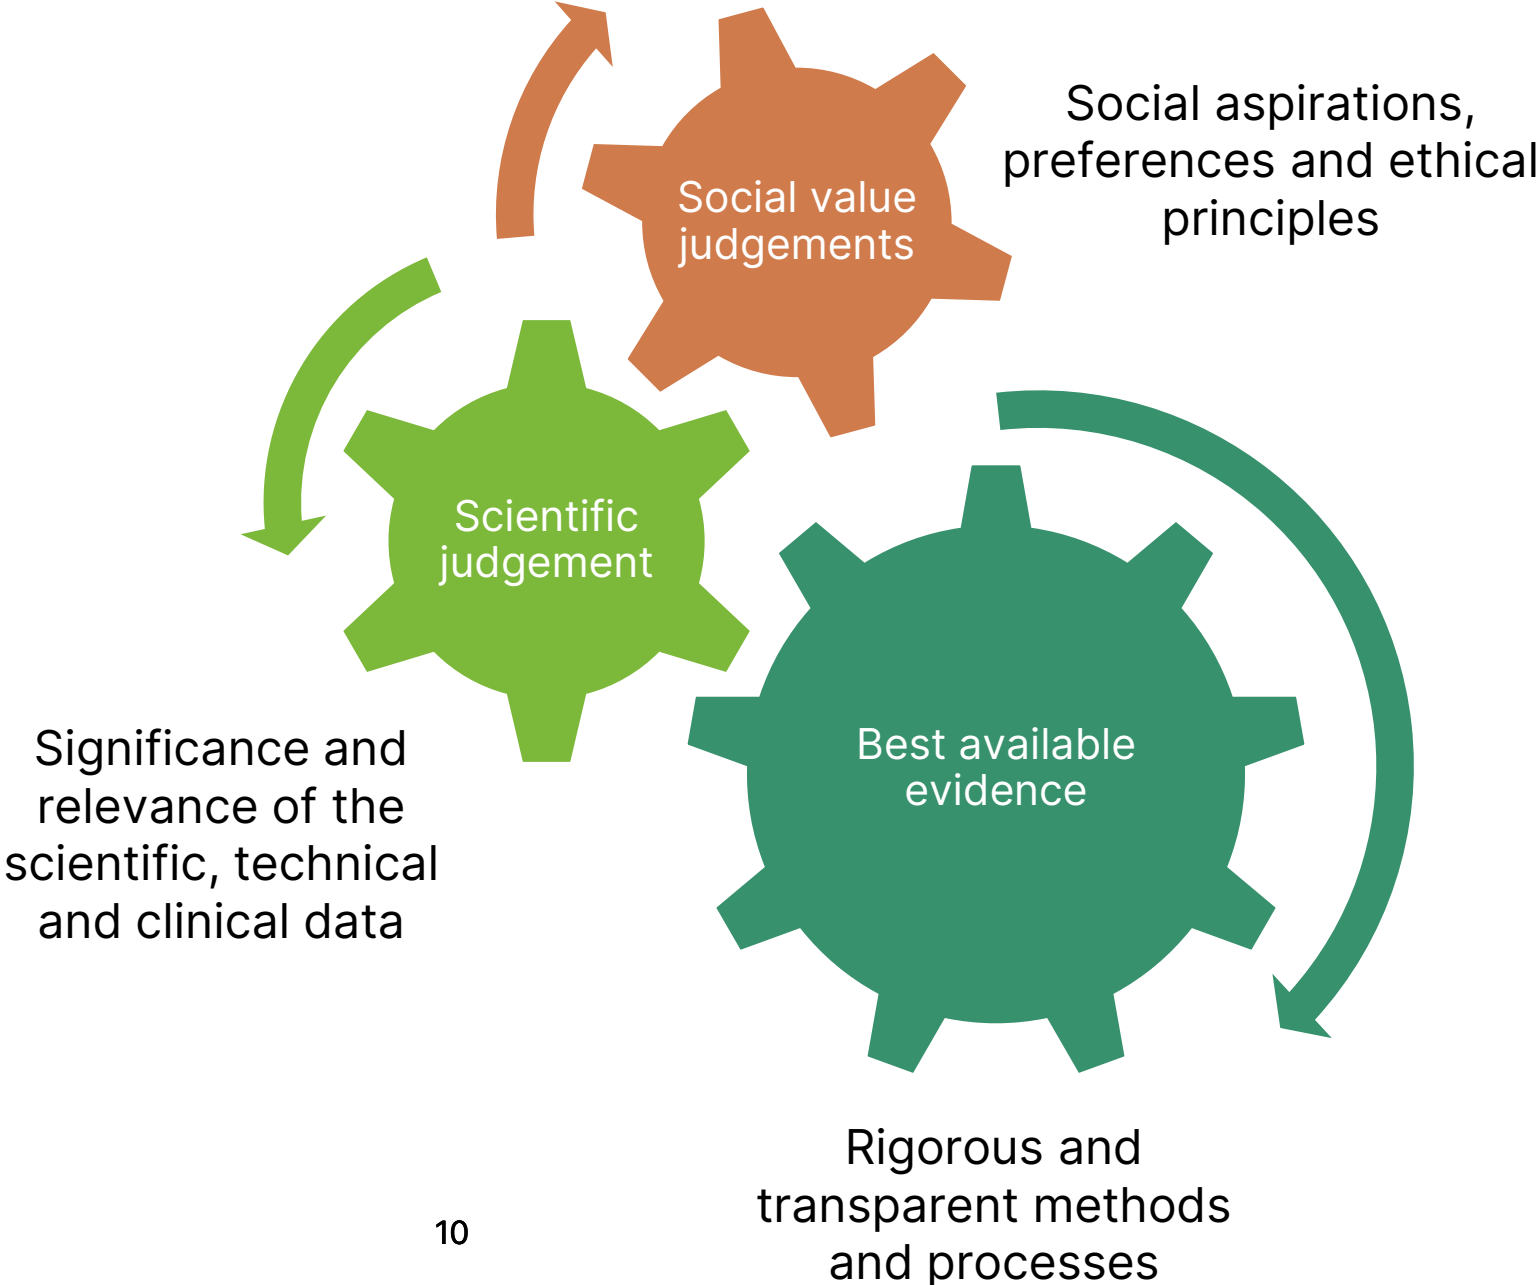 Social aspirations,
preferences and ethical
principles
Social value
judgements
Scientific
judgement
Significance and
relevance of the
scientific, technical
and clinical data
Best available
evidence
Rigorous and
transparent methods
and processes
10